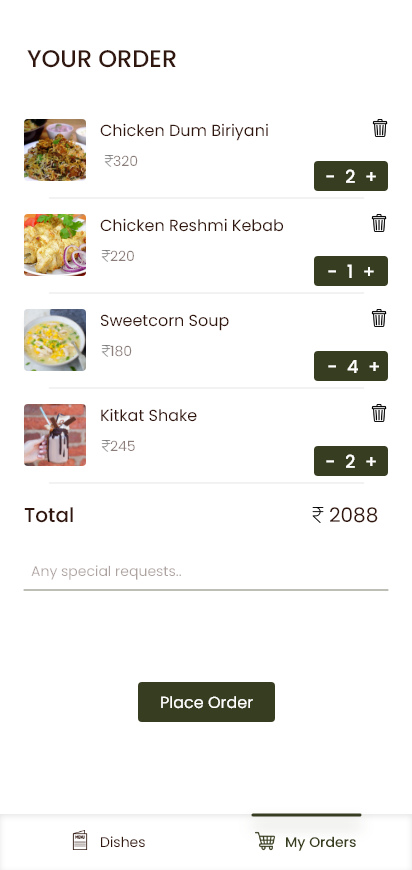 YOUR ORDER
Chicken Dum Biriyani
₹320
- 2 +
Chicken Reshmi Kebab
₹220
- 1 +
Sweetcorn Soup
₹180
- 4 +
Kitkat Shake
₹245
- 2 +
Total ₹ 2088
Any special requests..
Place Order
MENU
Dishes
My Orders